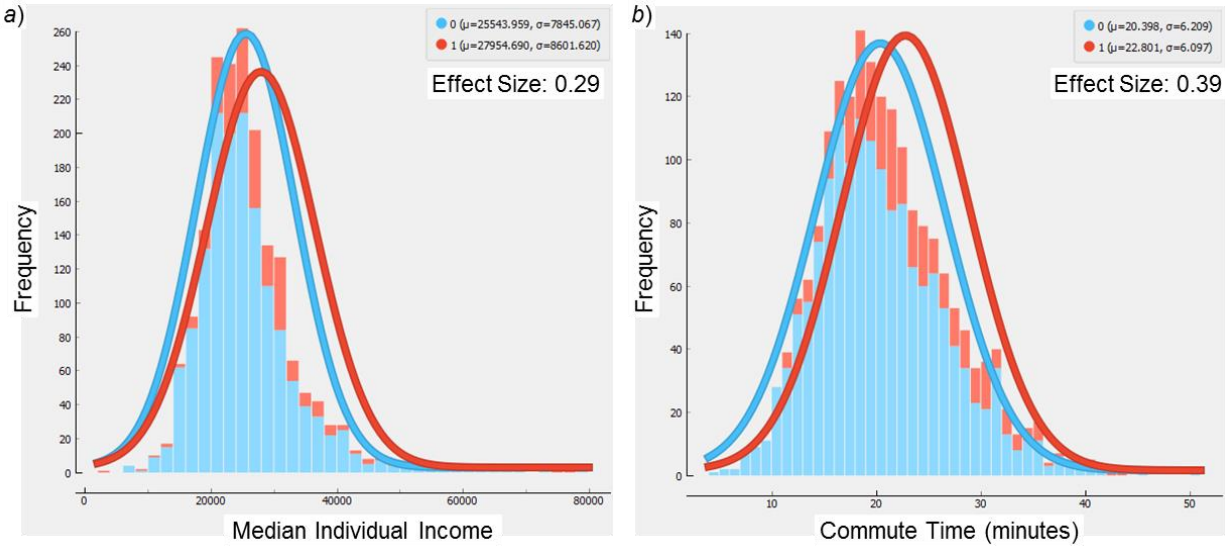 a)
0 (μ=25543.959, σ=7845.067)
1 (μ=27954.690, σ=8601.620)
Effect Size: 0.29
260
240
220
200
180
160
140
120
100
80
60
40
20
0
Frequency
0
20000
40000
60000
80000
Median Individual Income
b)
0 (μ=20.398, σ=6.209)
1 (μ=22.801, σ=6.097)
Effect Size: 0.39
140
120
100
80
60
40
20
0
Frequency
10
20
30
40
50
Commute Time (minutes)